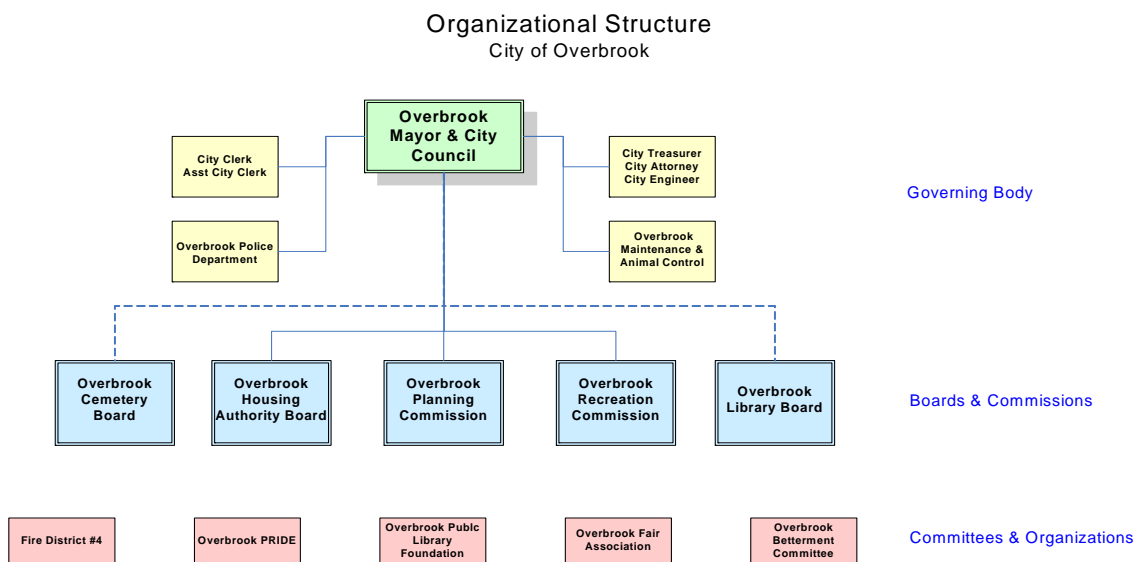 Organizational Structure
City of Overbrook
Overbrook
Mayor & City
Council
City Clerk
Asst City Clerk
City Treasurer
City Attorney
City Engineer
Governing Body
Overbrook Police
Department
Overbrook
Maintenance &
Animal Control
Overbrook
Cemetery
Board
Overbrook
Housing
Authority Board
Overbrook
Planning
Commission
Overbrook
Recreation
Commission
Overbrook
Library Board
Boards & Commissions
Fire District #4
Overbrook PRIDE
Overbrook Publc
Library
Foundation
Overbrook Fair
Association
Overbrook
Betterment
Committee
Committees & Organizations